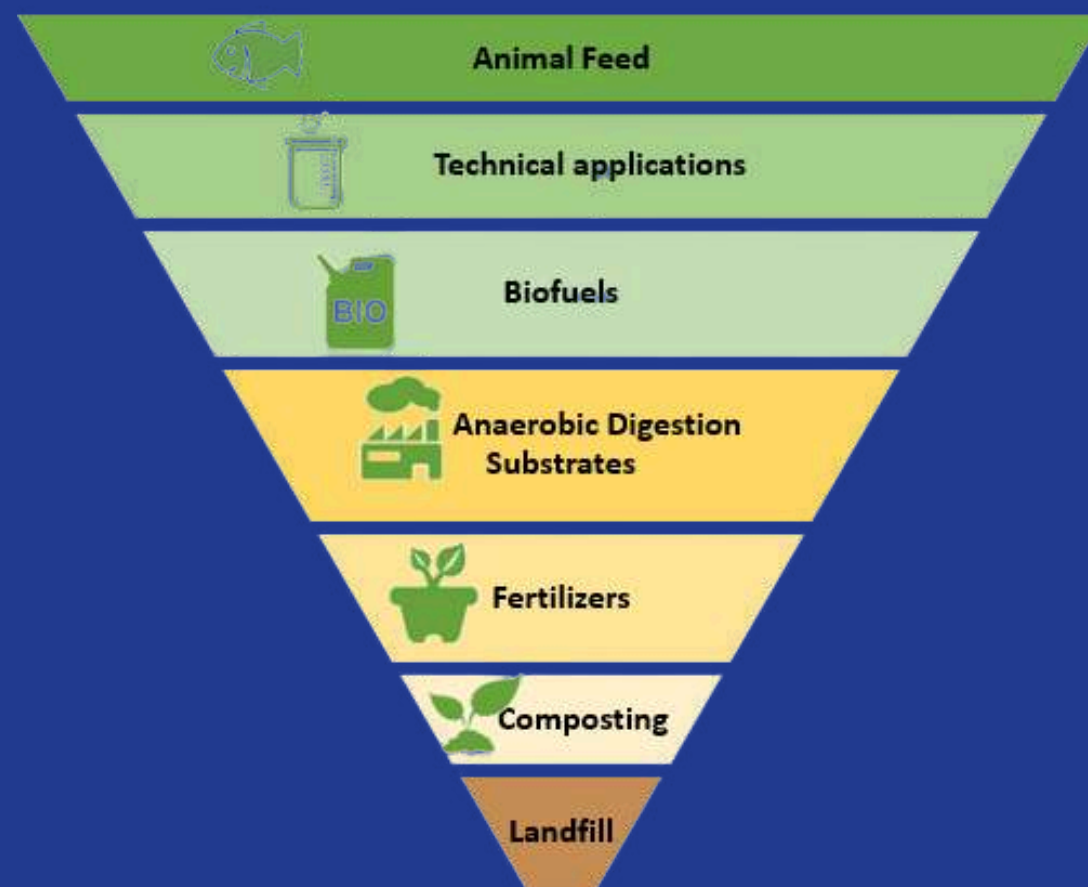 Animal Feed
Technical applications
Biofuels
BIO
Anaerobic Digestion
Substrates
Fertilizers
Composting
Landfill